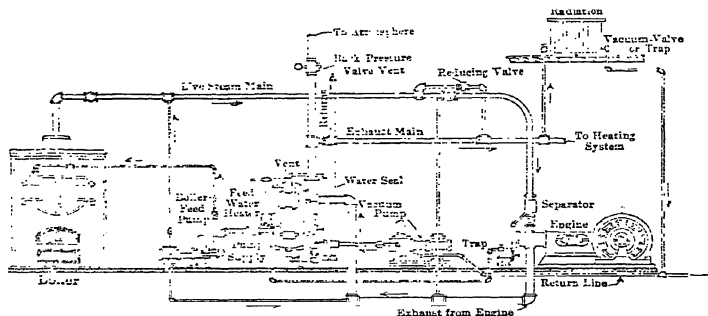 Radiation
To Atmosphere
Vacuum-Valve
or Trap
Back Pressure
Valve Vent
Reducing Valve
Live Steam Main
Exhaust Main
To Heating
System
Vent
Water Seal
Boiler
Feed
Pump
Feed
Water
Heater
Vacuum
Pump
Separator
Engine
Trap
Supply
Boiler
Return Line
Exhaust from Engine